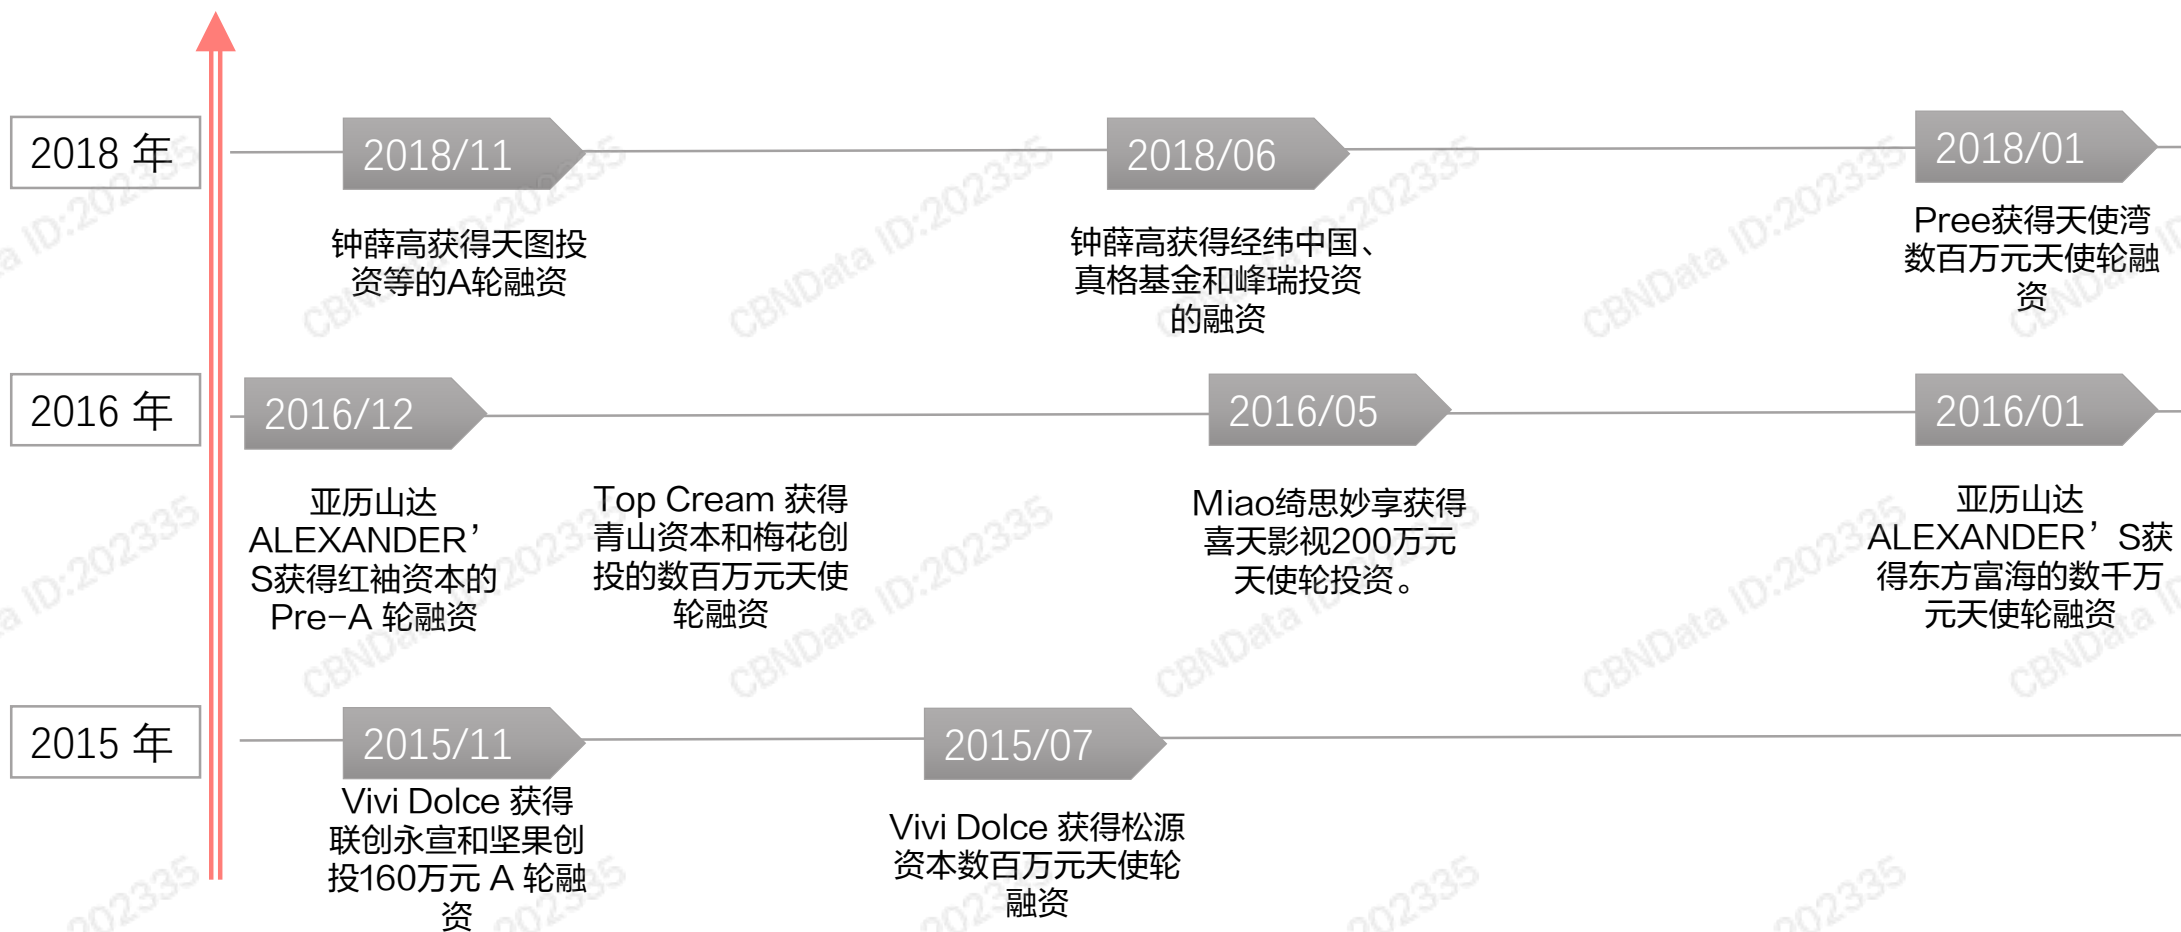 2018 年
2018/11
2018/06
2018/01
钟薛高获得天图投
资等的A轮融资
钟薛高获得经纬中国、
真格基金和峰瑞投资
的融资
Pree获得天使湾
数百万元天使轮融
资
2016 年
2016/12
2016/05
2016/01
亚历山达
ALEXANDER’
S获得红袖资本的
Pre-A 轮融资
Top Cream 获得
青山资本和梅花创
投的数百万元天使
轮融资
Miao绮思妙享获得
喜天影视200万元
天使轮投资。
亚历山达
ALEXANDER’S获
得东方富海的数千万
元天使轮融资
2015 年
2015/11
2015/07
Vivi Dolce 获得
联创永宣和坚果创
投160万元 A 轮融
资
Vivi Dolce 获得松源
资本数百万元天使轮
融资
CBNData ID:202335